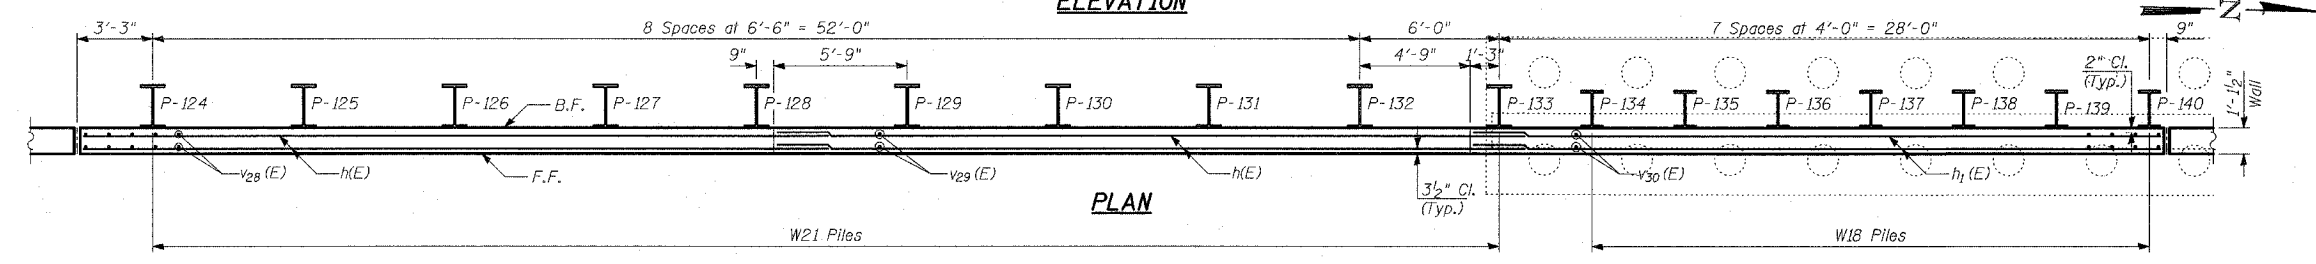 ELEVATION
N
3'-3"
8 Spaces at 6'-6" = 52'-0"
6'-0"
7 Spaces at 4'-0" = 28'-0"
9"
9"
5'-9"
4'-9"
1'-3"
2" Cl.
(Typ.)
P-124
P-125
P-126
P-127
P-128
P-129
P-130
P-131
P-132
P-133
P-134
P-135
P-136
P-137
P-138
P-139
P-140
B.F.
1'-1½"
Wall
v28(E)
h(E)
F.F.
v29(E)
h(E)
v30(E)
h1(E)
3½" Cl.
(Typ.)
PLAN
W21 Piles
W18 Piles